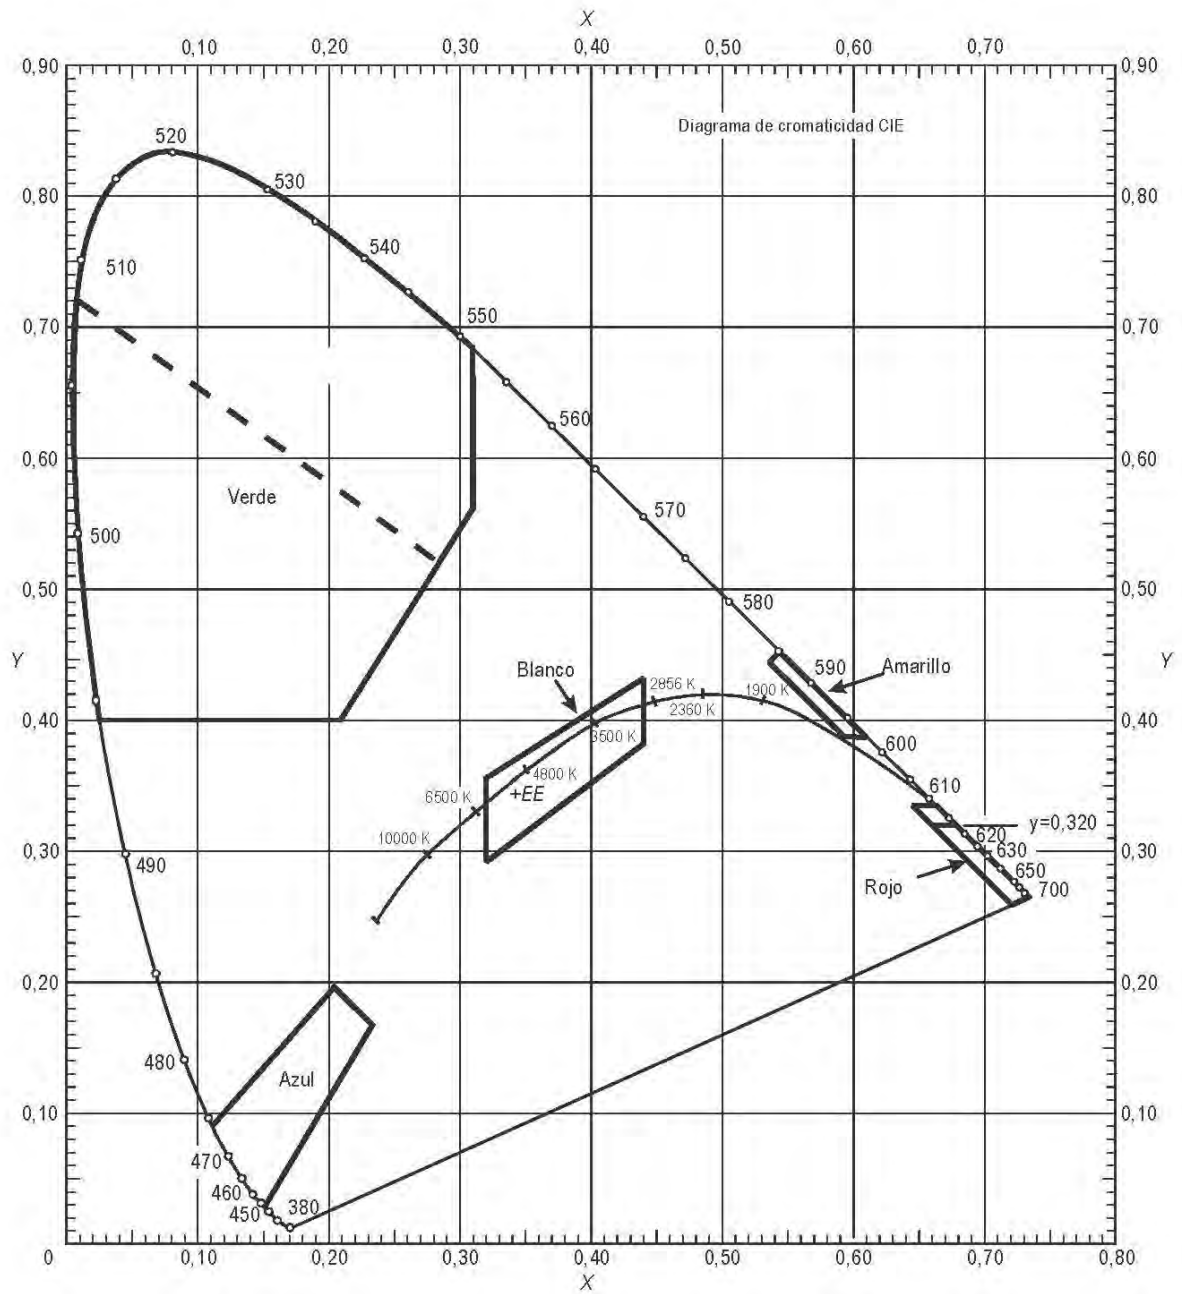 X
0,10 0,20 0,30 0,40 0,50 0,60 0,70
0,90 0,90
Diagrama de cromaticidad CIE
520
530
0,80 0,80
540
510
550
0,70 0,70
560
0,60 0,60
Verde
570
500
580
0,50 0,50
Y Blanco 590 Amarillo Y
2856 K 1900 K
2360 K
0,40 0,40
3500 K 600
4800 K
6500 K +EE 610
10000 K y=0,320
620
0,30 630 0,30
490 650
Rojo 700
0,20 0,20
480
Azul
0,10 0,10
470
460
450 380
0 0,10 0,20 0,30 0,40 0,50 0,60 0,70 0,80
X